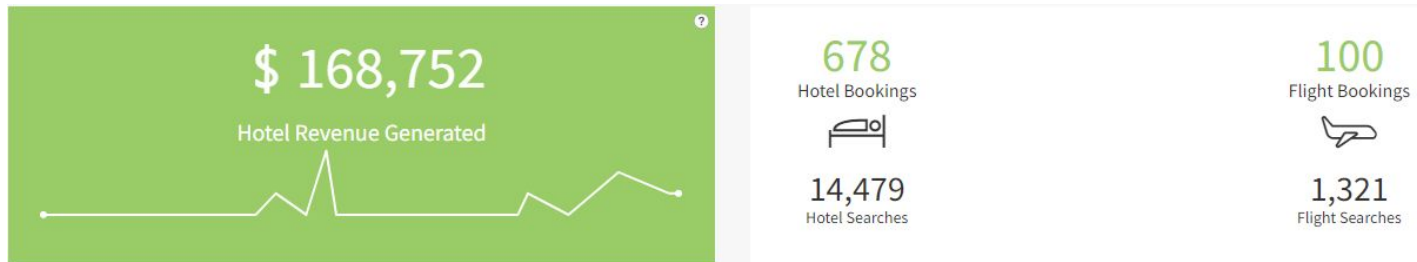 ?
$ 168,752
Hotel Revenue Generated
678
Hotel Bookings
14,479
Hotel Searches
100
Flight Bookings
1,321
Flight Searches